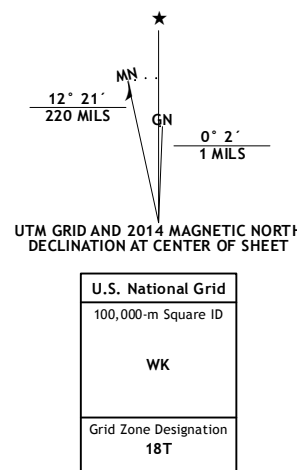 ★
MN
12° 21´
220 MILS
GN
0° 2´
1 MILS
UTM GRID AND 2014 MAGNETIC NORTH
DECLINATION AT CENTER OF SHEET
U.S. National Grid
100,000-m Square ID
WK
Grid Zone Designation
18T